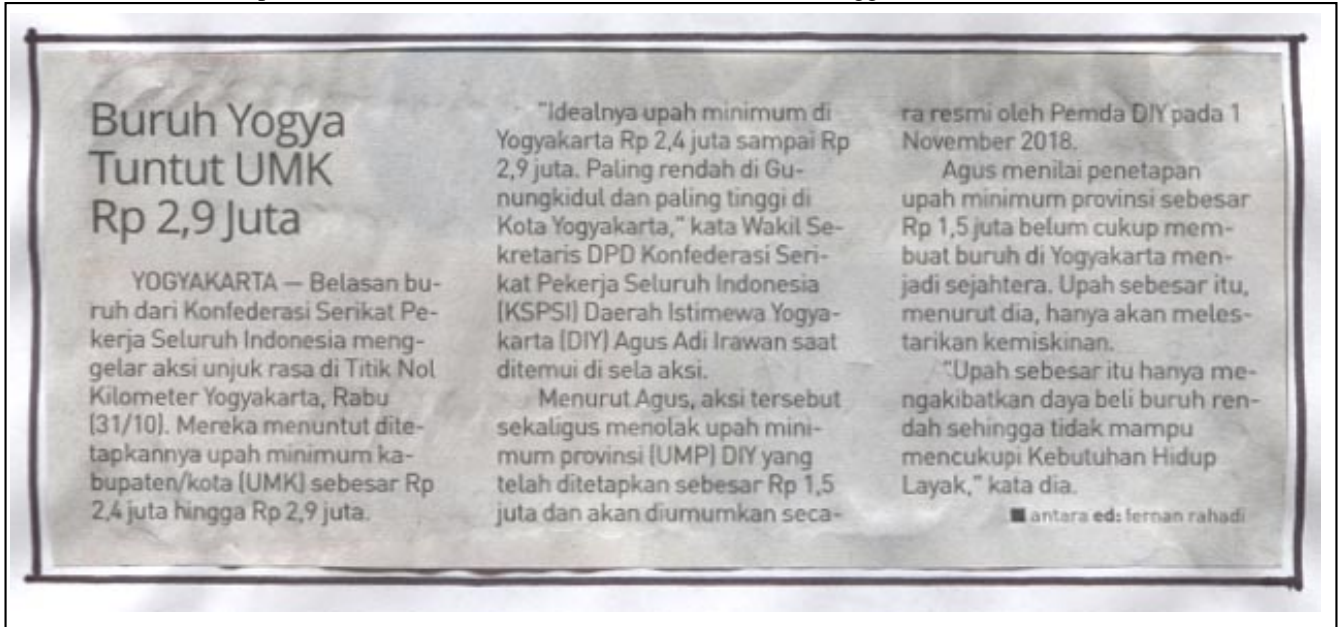 Buruh Yogya
Tuntut UMK
Rp 2,9 Juta
YOGYAKARTA — Belasan bu-
ruh dari Konfederasi Serikat Pe-
kerja Seluruh Indonesia meng-
gelar aksi unjuk rasa di Titik Nol
Kilometer Yogyakarta, Rabu
(31/10). Mereka menuntut dite-
tapkannya upah minimum ka-
bupaten/kota (UMK) sebesar Rp
2,4 juta hingga Rp 2,9 juta.
"Idealnya upah minimum di
Yogyakarta Rp 2,4 juta sampai Rp
2,9 juta. Paling rendah di Gu-
nungkidul dan paling tinggi di
Kota Yogyakarta," kata Wakil Se-
kretaris DPD Konfederasi Seri-
kat Pekerja Seluruh Indonesia
(KSPSI) Daerah Istimewa Yogya-
karta (DIY) Agus Adi Irawan saat
ditemui di sela aksi.
Menurut Agus, aksi tersebut
sekaligus menolak upah mini-
mum provinsi (UMP) DIY yang
telah ditetapkan sebesar Rp 1,5
juta dan akan diumumkan seca-
ra resmi oleh Pemda DIY pada 1
November 2018.
Agus menilai penetapan
upah minimum provinsi sebesar
Rp 1,5 juta belum cukup mem-
buat buruh di Yogyakarta men-
jadi sejahtera. Upah sebesar itu,
menurut dia, hanya akan meles-
tarikan kemiskinan.
"Upah sebesar itu hanya me-
ngakibatkan daya beli buruh ren-
dah sehingga tidak mampu
mencukupi Kebutuhan Hidup
Layak," kata dia.
■ antara ed: fernan rahadi